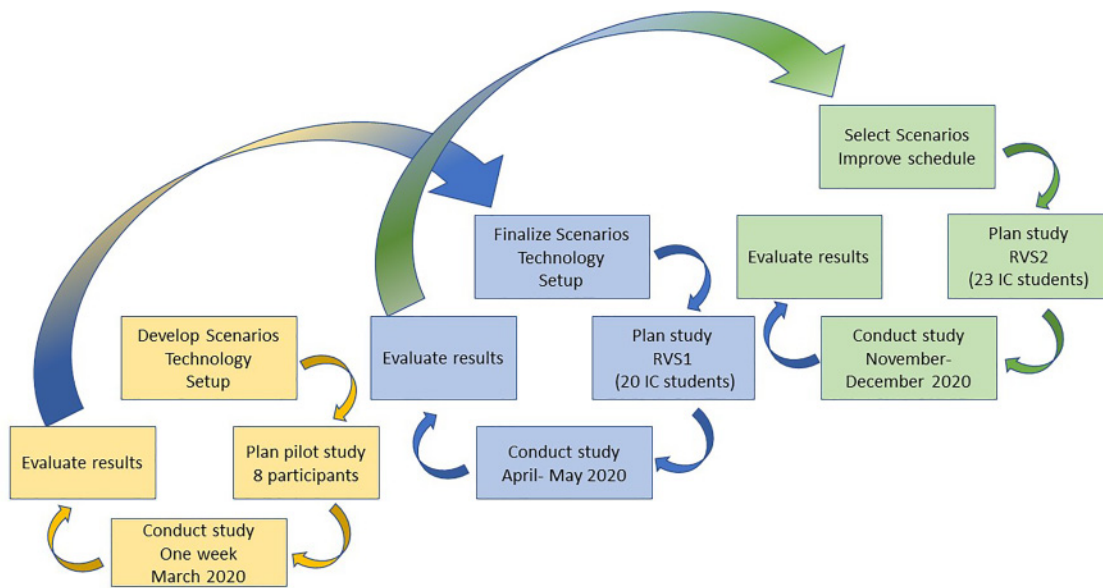 Develop Scenarios
Technology
Setup
Plan pilot study
8 participants
Conduct study
One week
March 2020
Evaluate results
Finalize Scenarios
Technology
Setup
Plan study
RVS1
(20 IC students)
Conduct study
April- May 2020
Evaluate results
Select Scenarios
Improve schedule
Plan study
RVS2
(23 IC students)
Conduct study
November-
December 2020
Evaluate results